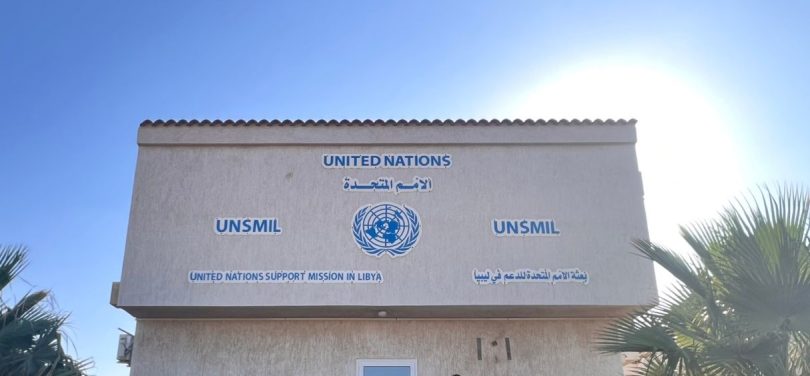 UNITED NATIONS
الأمم المتحدة
UNSMIL
UNSMIL
UNITED NATIONS SUPPORT MISSION IN LIBYA
بعثة الأمم المتحدة للدعم في ليبيا